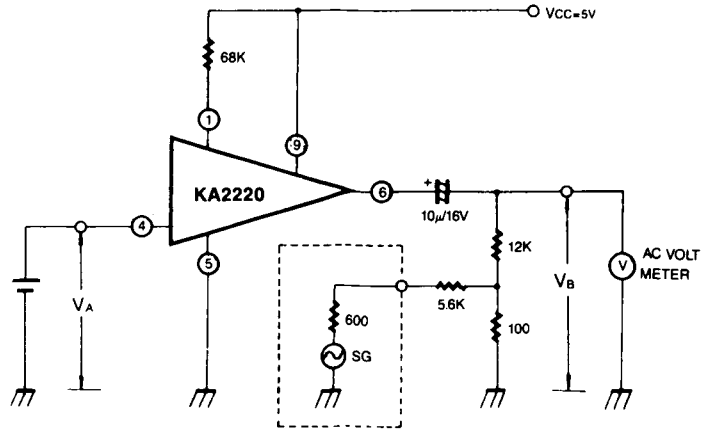 VCC=5V
68K
1
9
KA2220
6
+
10μ/16V
4
5
12K
AC VOLT
METER
V
VA
VB
5.6K
600
100
SG